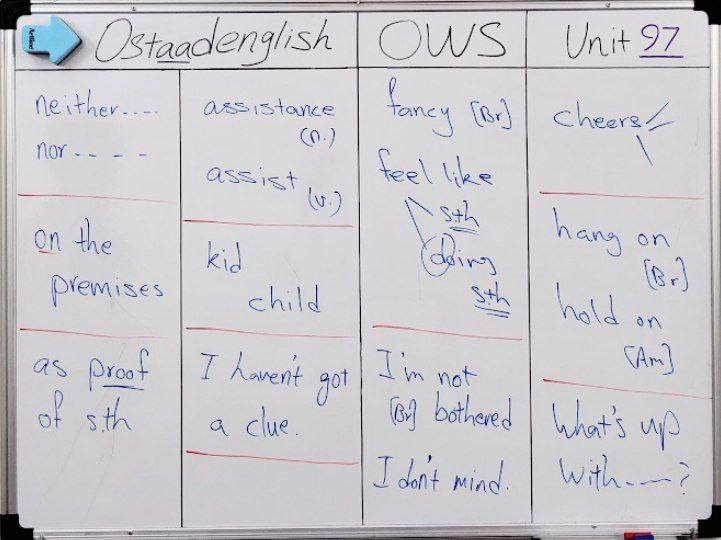 Artline
Ostaadenglish
OWS
Unit 97
neither....
nor - - - -
on the
premises
as proof
of s.th
assistance
(n.)
assist
(v.)
kid
child
I haven't got
a clue.
fancy [Br]
feel like
s.th
doing
s.th
I'm not
[Br] bothered
I don't mind.
cheers
hang on
[Br]
hold on
[Am]
What's up
with----?